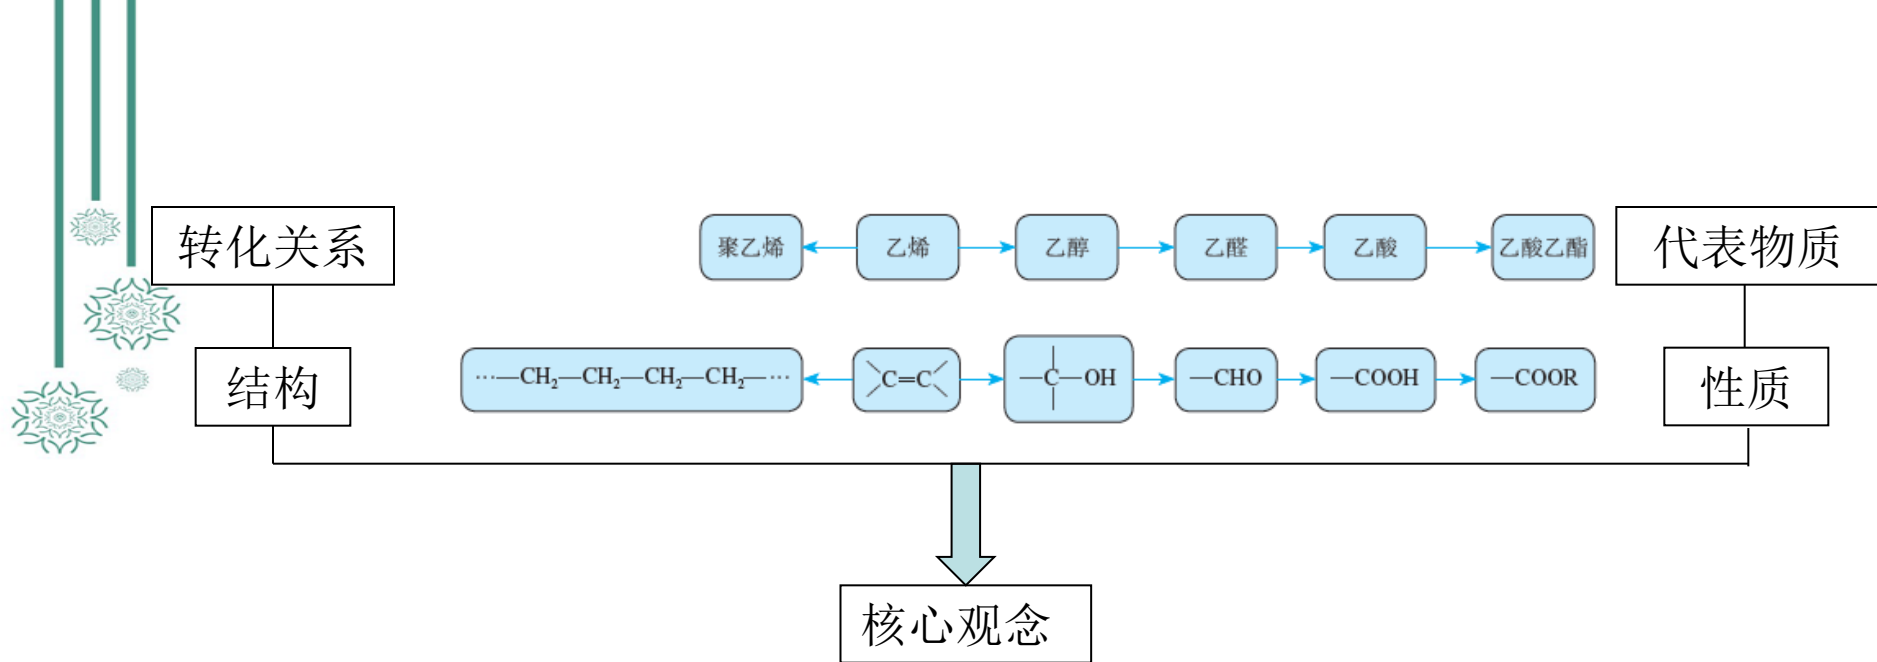 转化关系
聚乙烯
乙烯
乙醇
乙醛
乙酸
乙酸乙酯
代表物质
结构
···—CH₂—CH₂—CH₂—CH₂—···
C=C
—C—OH
—CHO
—COOH
—COOR
性质
核心观念